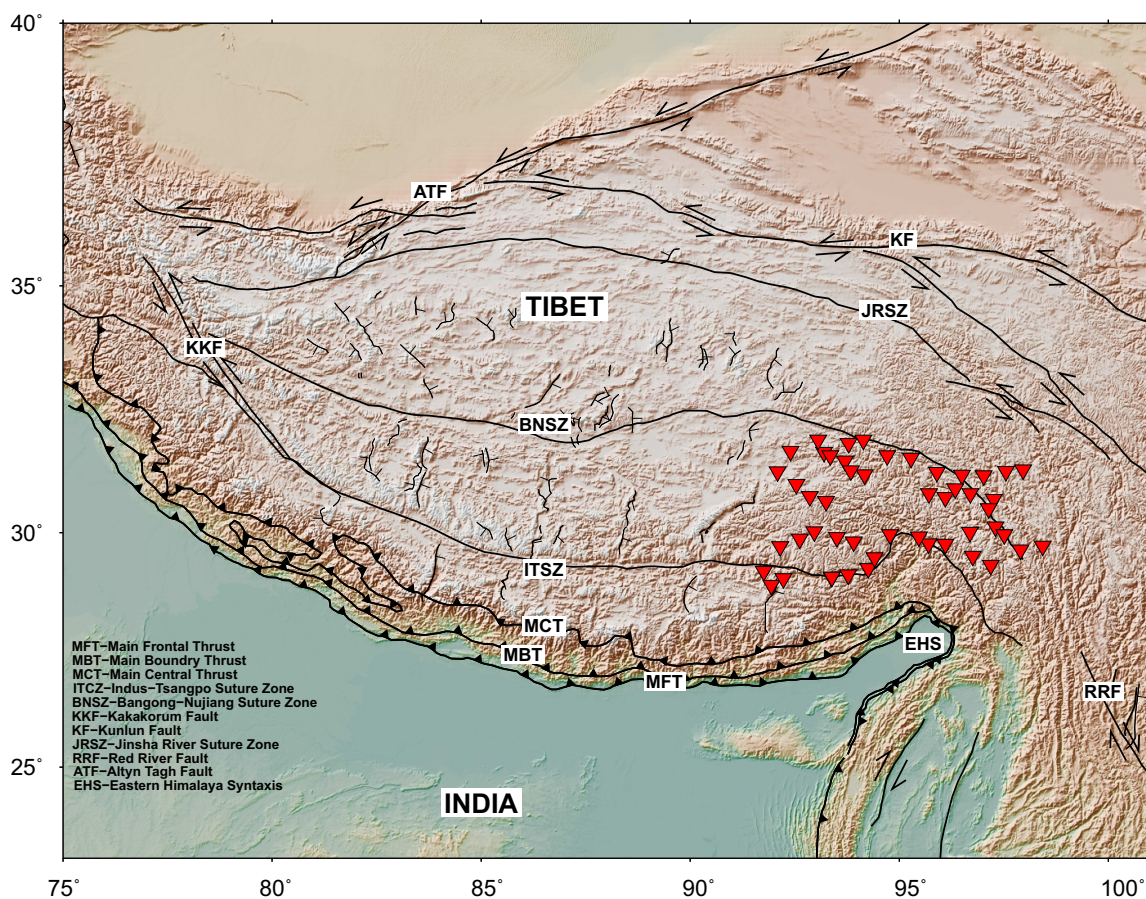 40°
ATF
KF
35°
TIBET
JRSZ
KKF
BNSZ
30°
ITSZ
MCT
EHS
MBT
MFT
RRF
MFT–Main Frontal Thrust
MBT–Main Boundry Thrust
MCT–Main Central Thrust
ITCZ–Indus–Tsangpo Suture Zone
BNSZ–Bangong–Nujiang Suture Zone
KKF–Kakakorum Fault
KF–Kunlun Fault
JRSZ–Jinsha River Suture Zone
RRF–Red River Fault
ATF–Altyn Tagh Fault
EHS–Eastern Himalaya Syntaxis
25°
INDIA
75° 80° 85° 90° 95° 100°